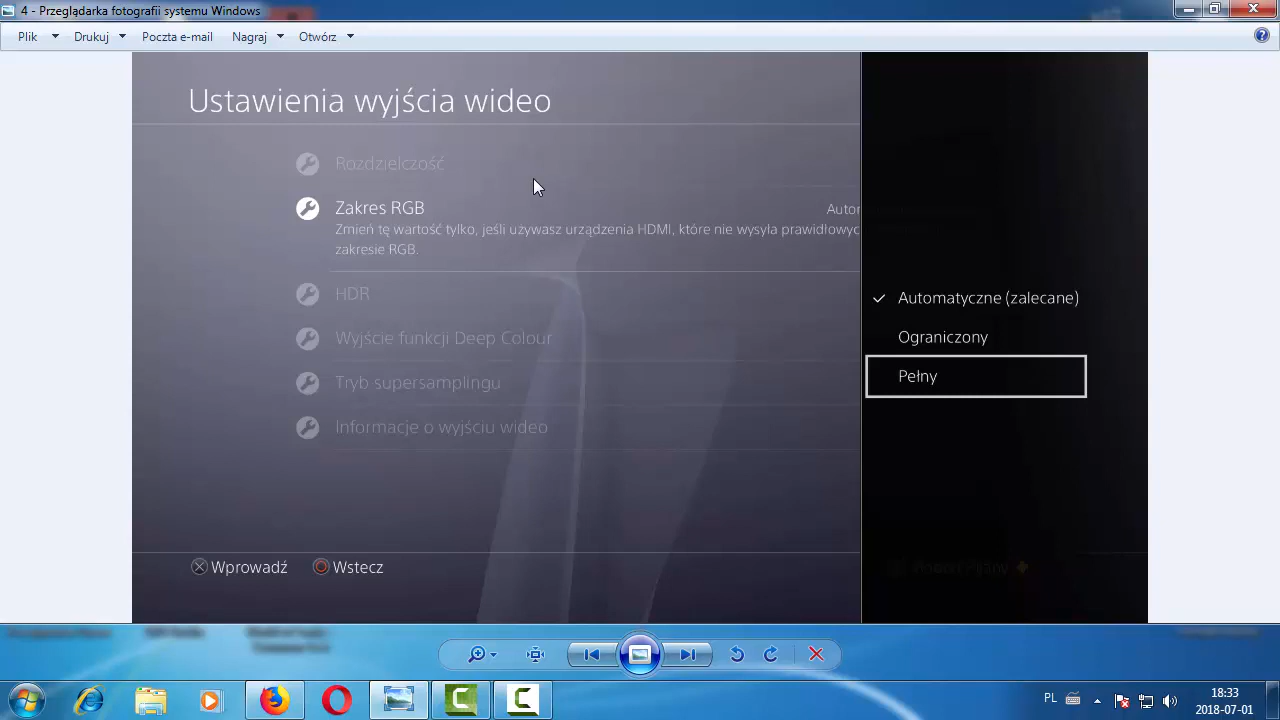 4 - Przeglądarka fotografii systemu Windows
Plik Drukuj Poczta e-mail Nagraj Otwórz
Ustawienia wyjścia wideo
Rozdzielczość
Zakres RGB
Autor
Zmień tę wartość tylko, jeśli używasz urządzenia HDMI, które nie wysyła prawidłowyc
zakresie RGB.
HDR
Wyjście funkcji Deep Colour
Tryb supersamplingu
Informacje o wyjściu wideo
Automatyczne (zalecane)
Ograniczony
Pełny
Wprowadź Wstecz
PL
18:33
2018-07-01